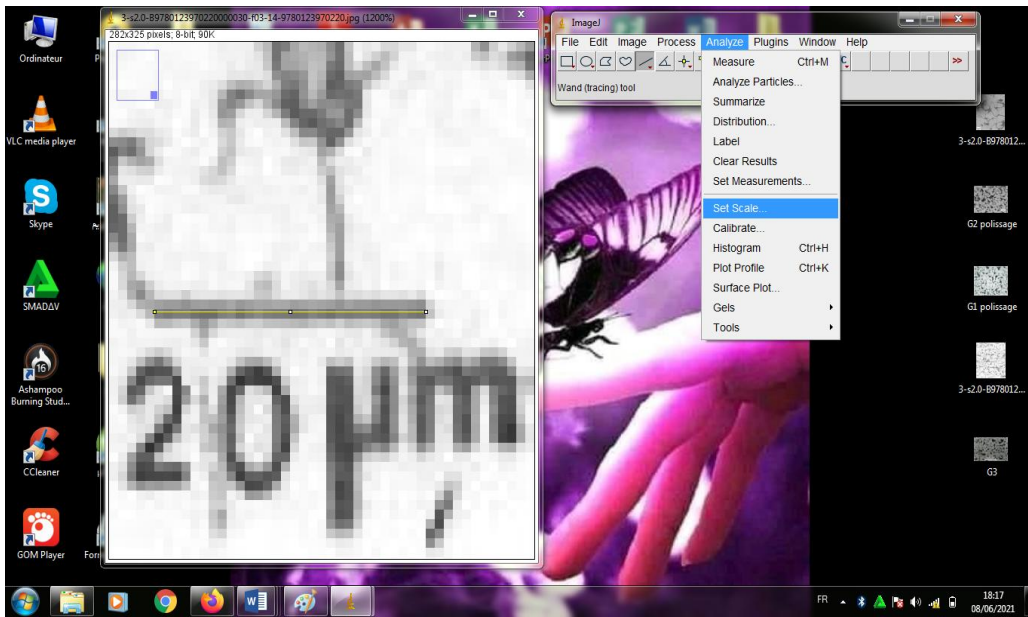 Ordinateur
VLC media player
Skype
SMADΔV
Ashampoo
Burning Stud...
CCleaner
GOM Player
3-s2.0-B9780123970220000030-f03-14-9780123970220.jpg (1200%)
282x325 pixels; 8-bit; 90K
20 µm
ImageJ
File Edit Image Process Analyze Plugins Window Help
Wand (tracing) tool
Measure Ctrl+M
Analyze Particles...
Summarize
Distribution...
Label
Clear Results
Set Measurements...
Set Scale...
Calibrate...
Histogram Ctrl+H
Plot Profile Ctrl+K
Surface Plot...
Gels
Tools
3-s2.0-B978012...
G2 polissage
G1 polissage
3-s2.0-B978012...
G3
FR
18:17
08/06/2021